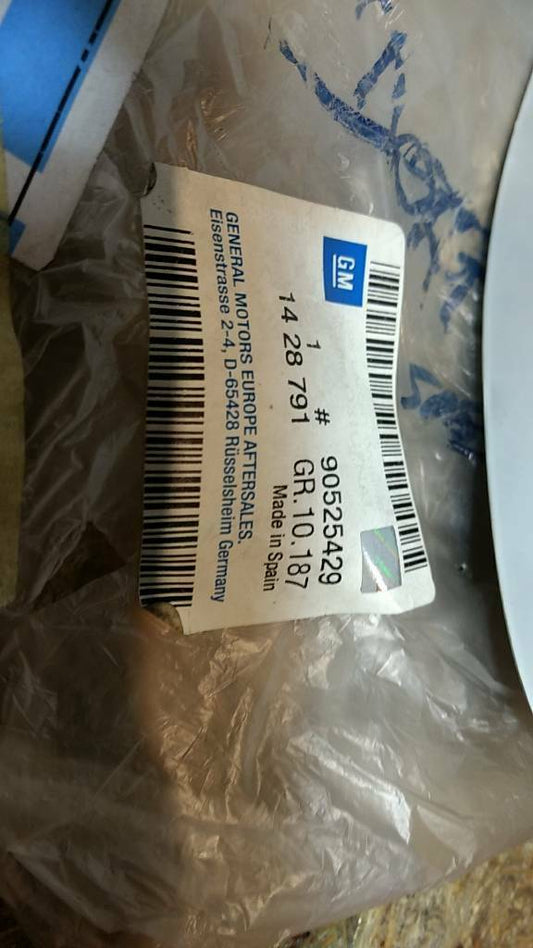 GM
1 # 90525429
14 28 791 GR.10.187
Made in Spain
GENERAL MOTORS EUROPE AFTERSALES.
Eisenstrasse 2-4, D-65428 Rüsselsheim Germany